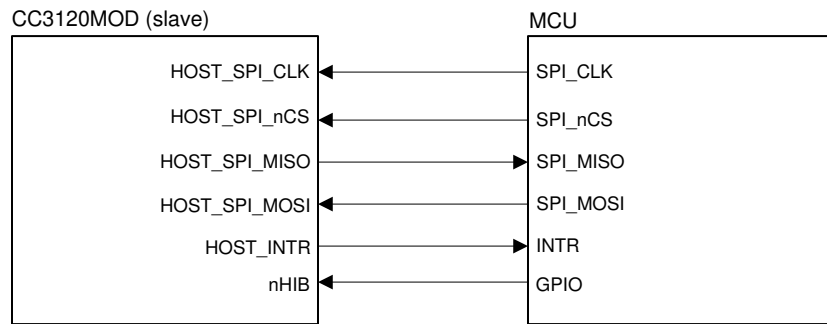 CC3120MOD (slave) MCU
HOST_SPI_CLK SPI_CLK
HOST_SPI_nCS SPI_nCS
HOST_SPI_MISO SPI_MISO
HOST_SPI_MOSI SPI_MOSI
HOST_INTR INTR
nHIB GPIO